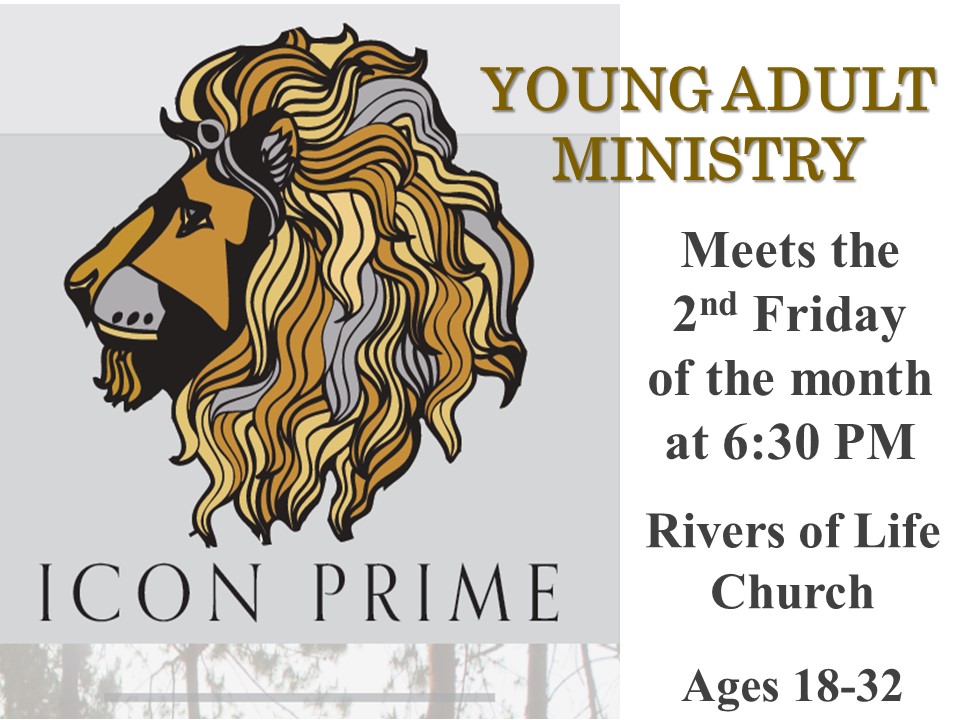 YOUNG ADULT
MINISTRY
Meets the
2nd Friday
of the month
at 6:30 PM
Rivers of Life
Church
Ages 18-32
ICON PRIME